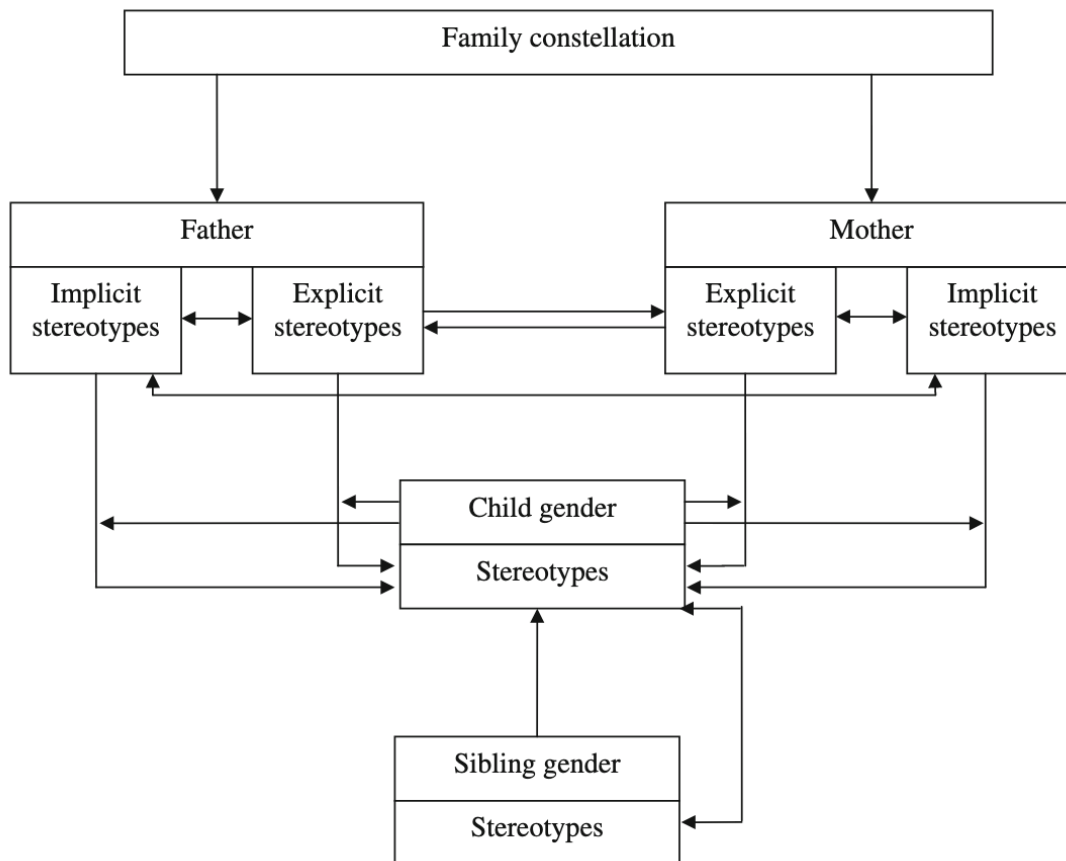 Family constellation
Father
Mother
Implicit
stereotypes
Explicit
stereotypes
Explicit
stereotypes
Implicit
stereotypes
Child gender
Stereotypes
Sibling gender
Stereotypes